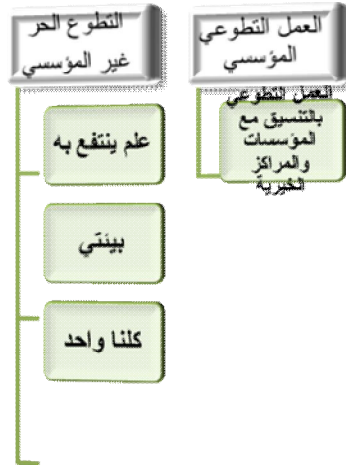 العمل التطوعي
المؤسسي
العمل التطوعي
بالتنسيق مع
المؤسسات
والمراكز
الخيرية
التطوع الحر
غير المؤسسي
علم ينتفع به
بيئتي
كلنا واحد